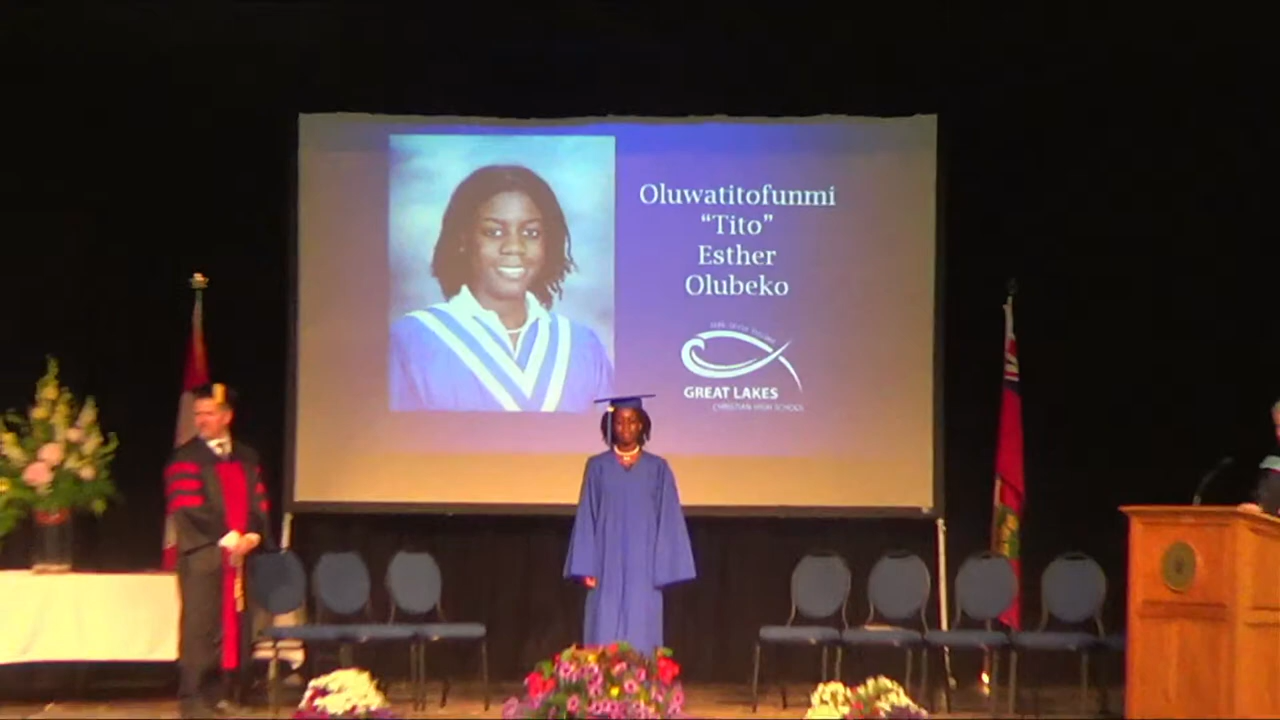 Oluwatitofunmi
“Tito”
Esther
Olubeko
GREAT LAKES
CHRISTIAN HIGH SCHOOL